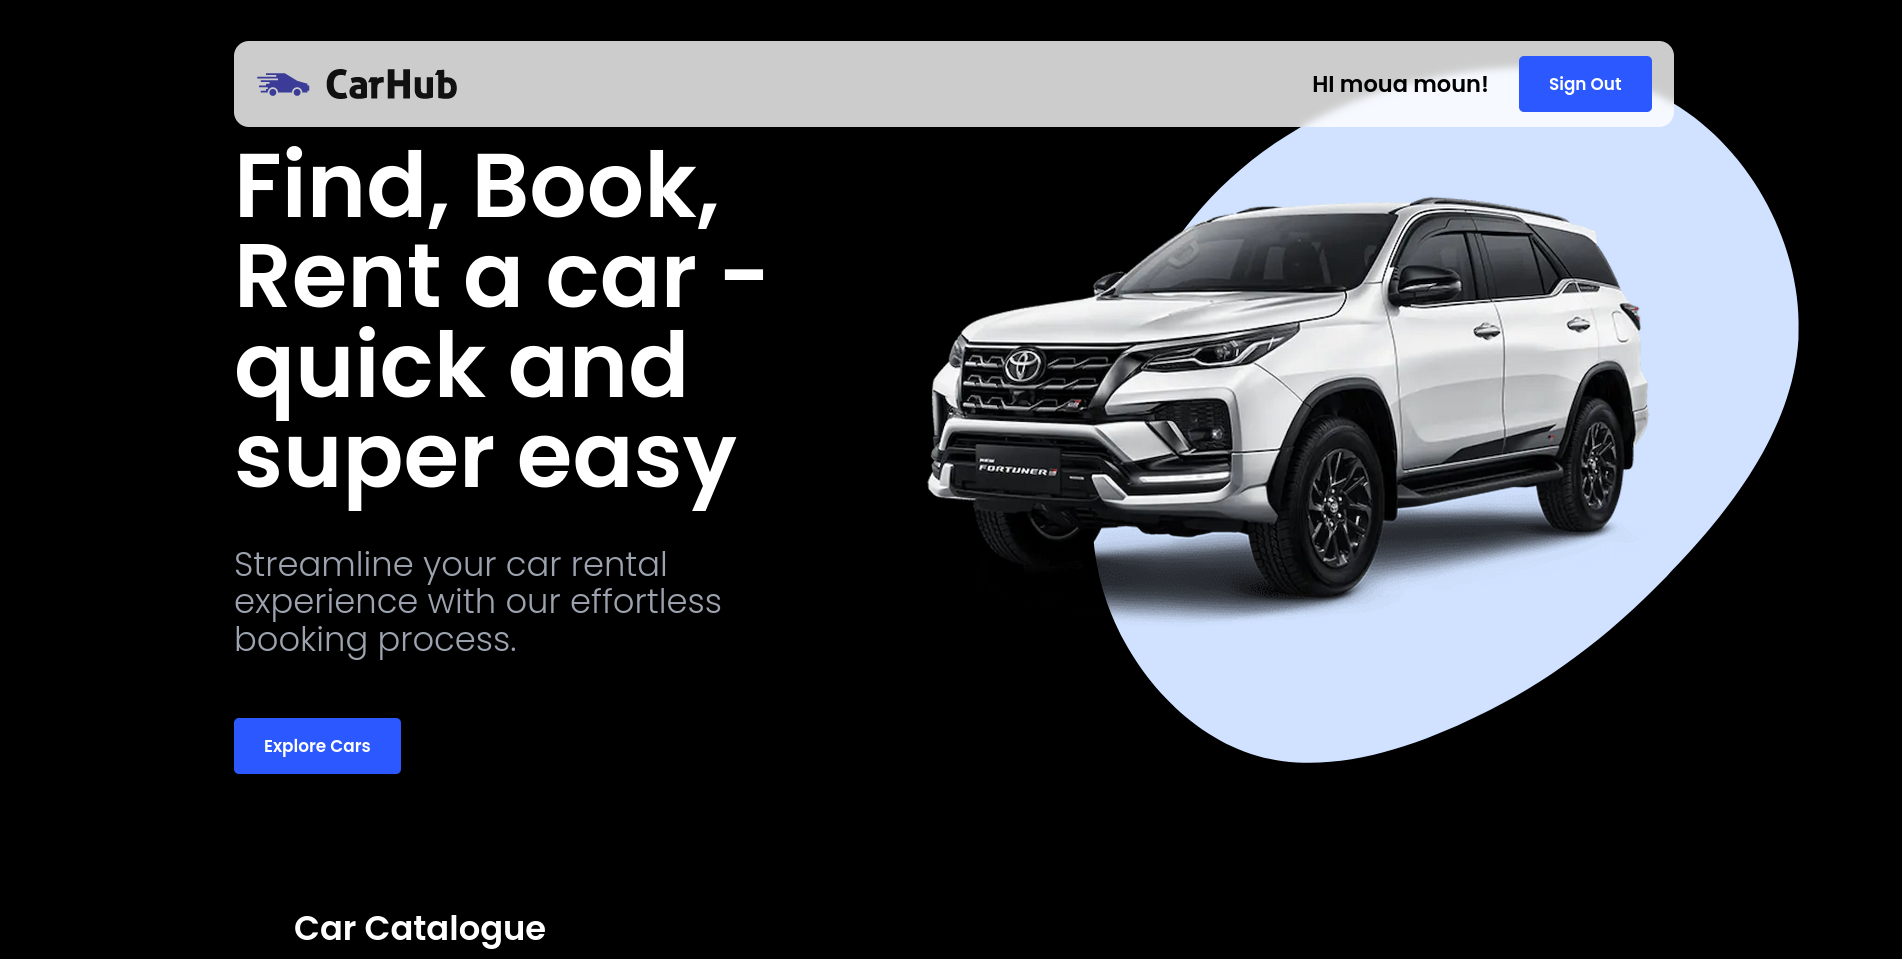 CarHub
HI moua moun!
Sign Out
Find, Book,
Rent a car -
quick and
super easy
Streamline your car rental
experience with our effortless
booking process.
Explore Cars
NEW
FORTUNER
Car Catalogue